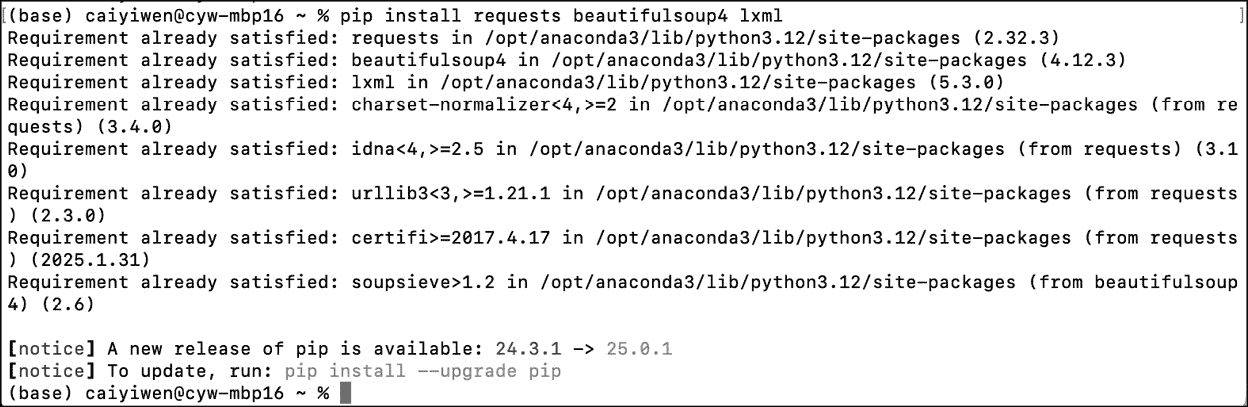 [(base) caiyiwen@cyw-mbp16 ~ % pip install requests beautifulsoup4 lxml ]
Requirement already satisfied: requests in /opt/anaconda3/lib/python3.12/site-packages (2.32.3)
Requirement already satisfied: beautifulsoup4 in /opt/anaconda3/lib/python3.12/site-packages (4.12.3)
Requirement already satisfied: lxml in /opt/anaconda3/lib/python3.12/site-packages (5.3.0)
Requirement already satisfied: charset-normalizer<4,>=2 in /opt/anaconda3/lib/python3.12/site-packages (from re
quests) (3.4.0)
Requirement already satisfied: idna<4,>=2.5 in /opt/anaconda3/lib/python3.12/site-packages (from requests) (3.1
0)
Requirement already satisfied: urllib3<3,>=1.21.1 in /opt/anaconda3/lib/python3.12/site-packages (from requests
) (2.3.0)
Requirement already satisfied: certifi>=2017.4.17 in /opt/anaconda3/lib/python3.12/site-packages (from requests
) (2025.1.31)
Requirement already satisfied: soupsieve>1.2 in /opt/anaconda3/lib/python3.12/site-packages (from beautifulsoup
4) (2.6)
[notice] A new release of pip is available: 24.3.1 -> 25.0.1
[notice] To update, run: pip install --upgrade pip
(base) caiyiwen@cyw-mbp16 ~ %